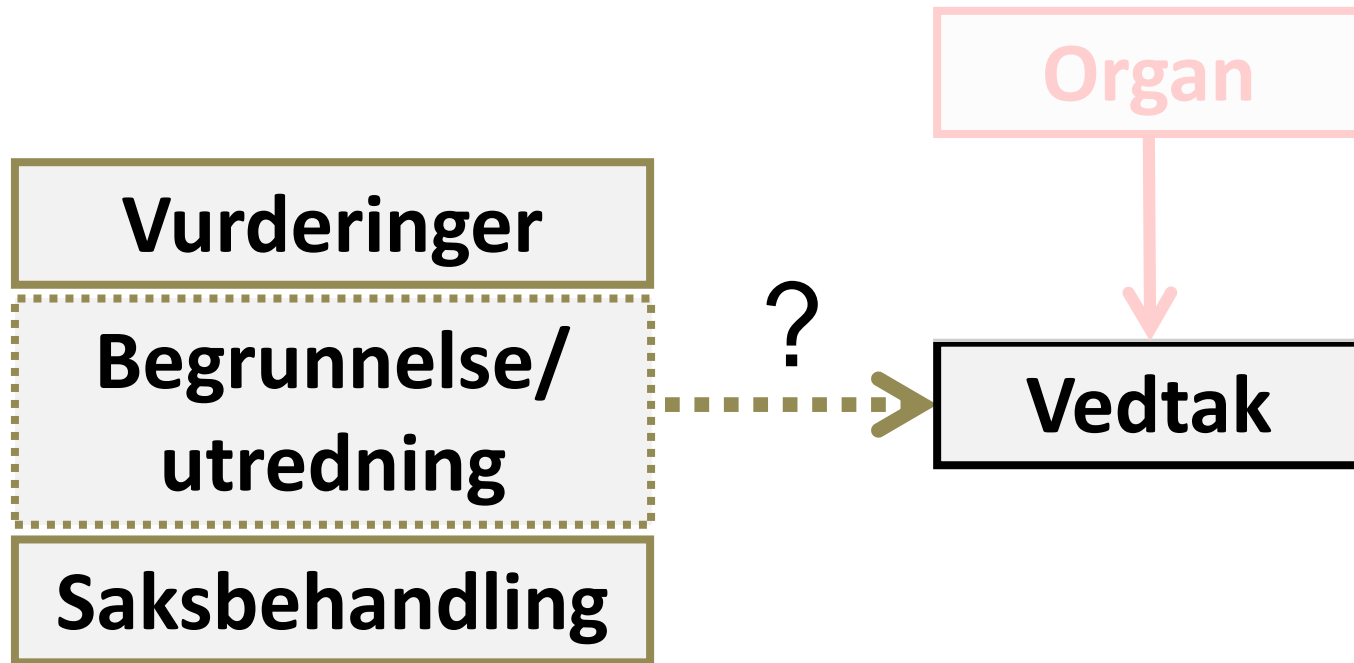 Organ
Vurderinger
Begrunnelse/
utredning
Saksbehandling
?
Vedtak